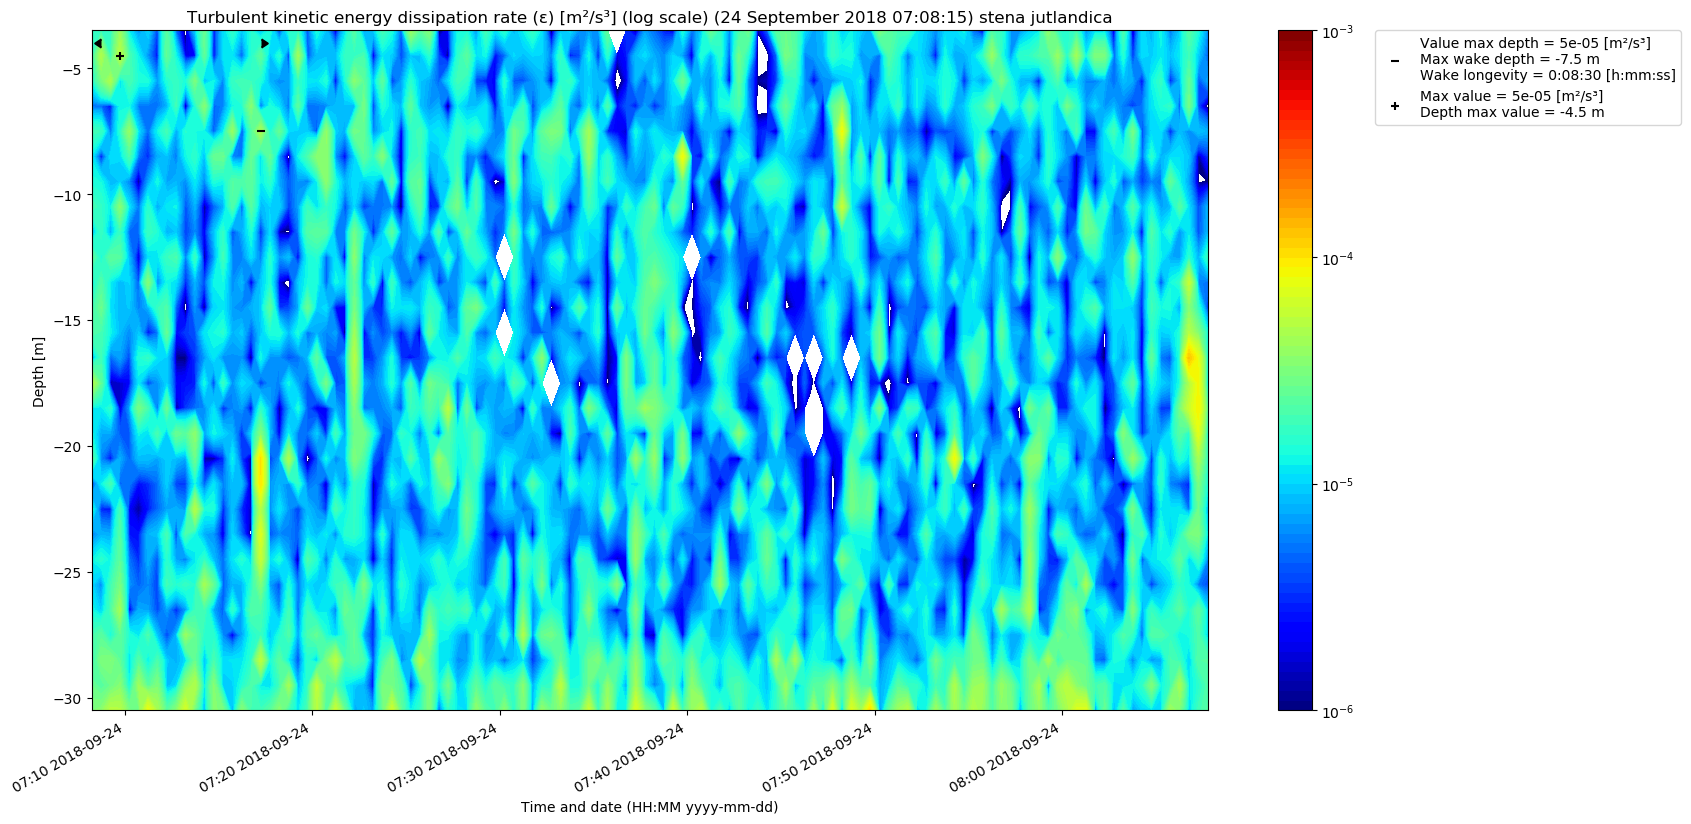 Turbulent kinetic energy dissipation rate (ε) [m²/s³] (log scale) (24 September 2018 07:08:15) stena jutlandica
−5
−10
−15
−20
−25
−30
Depth [m]
07:10 2018-09-24
07:20 2018-09-24
07:30 2018-09-24
07:40 2018-09-24
07:50 2018-09-24
08:00 2018-09-24
Time and date (HH:MM yyyy-mm-dd)
10⁻³
10⁻⁴
10⁻⁵
10⁻⁶
Value max depth = 5e-05 [m²/s³]
Max wake depth = -7.5 m
Wake longevity = 0:08:30 [h:mm:ss]
Max value = 5e-05 [m²/s³]
Depth max value = -4.5 m